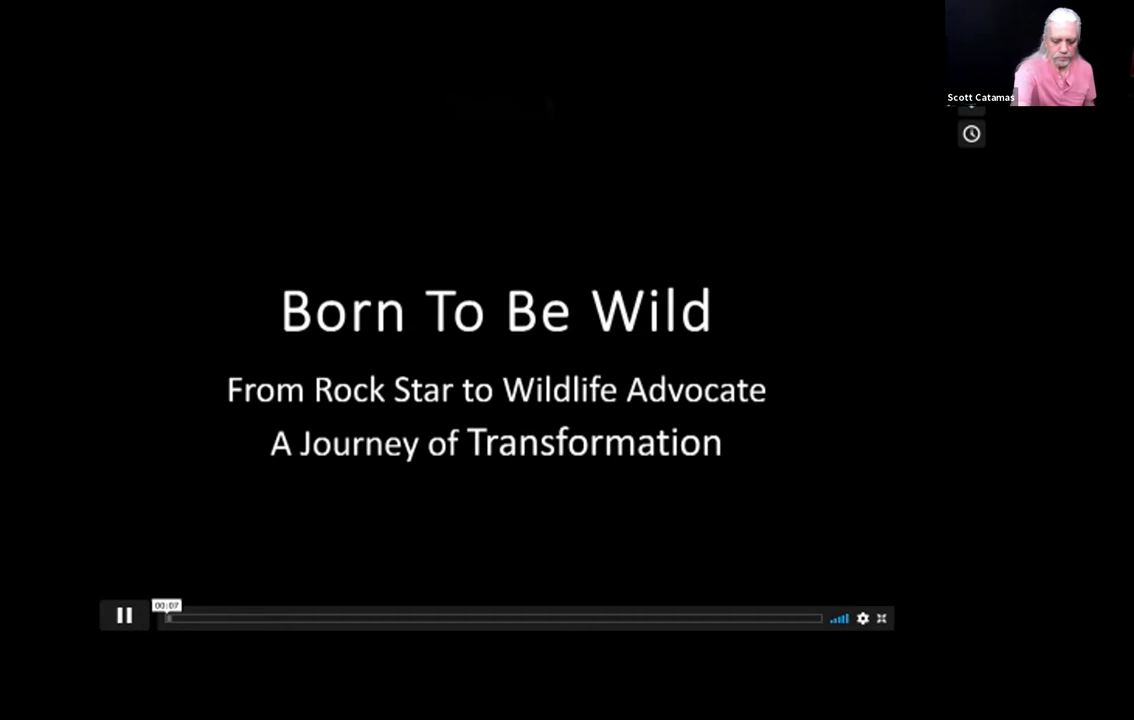 Scott Catamas
Born To Be Wild
From Rock Star to Wildlife Advocate
A Journey of Transformation
00:07